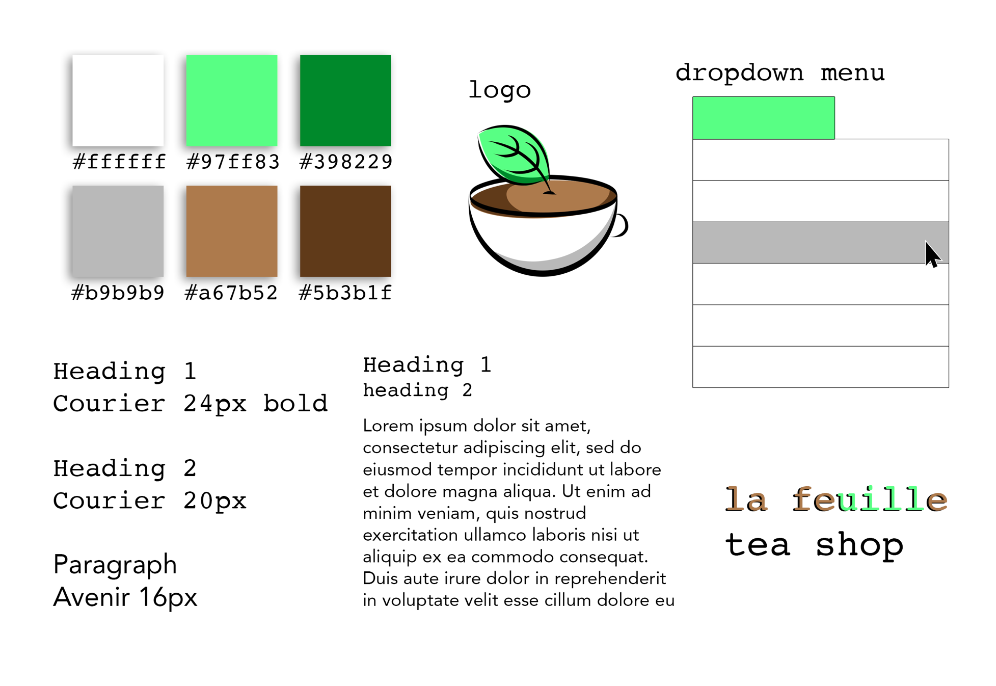 #ffffff #97ff83 #398229
#b9b9b9 #a67b52 #5b3b1f
logo
dropdown menu
Heading 1
Courier 24px bold
Heading 2
Courier 20px
Paragraph
Avenir 16px
Heading 1
heading 2
Lorem ipsum dolor sit amet,
consectetur adipiscing elit, sed do
eiusmod tempor incididunt ut labore
et dolore magna aliqua. Ut enim ad
minim veniam, quis nostrud
exercitation ullamco laboris nisi ut
aliquip ex ea commodo consequat.
Duis aute irure dolor in reprehenderit
in voluptate velit esse cillum dolore eu
la feuille
tea shop